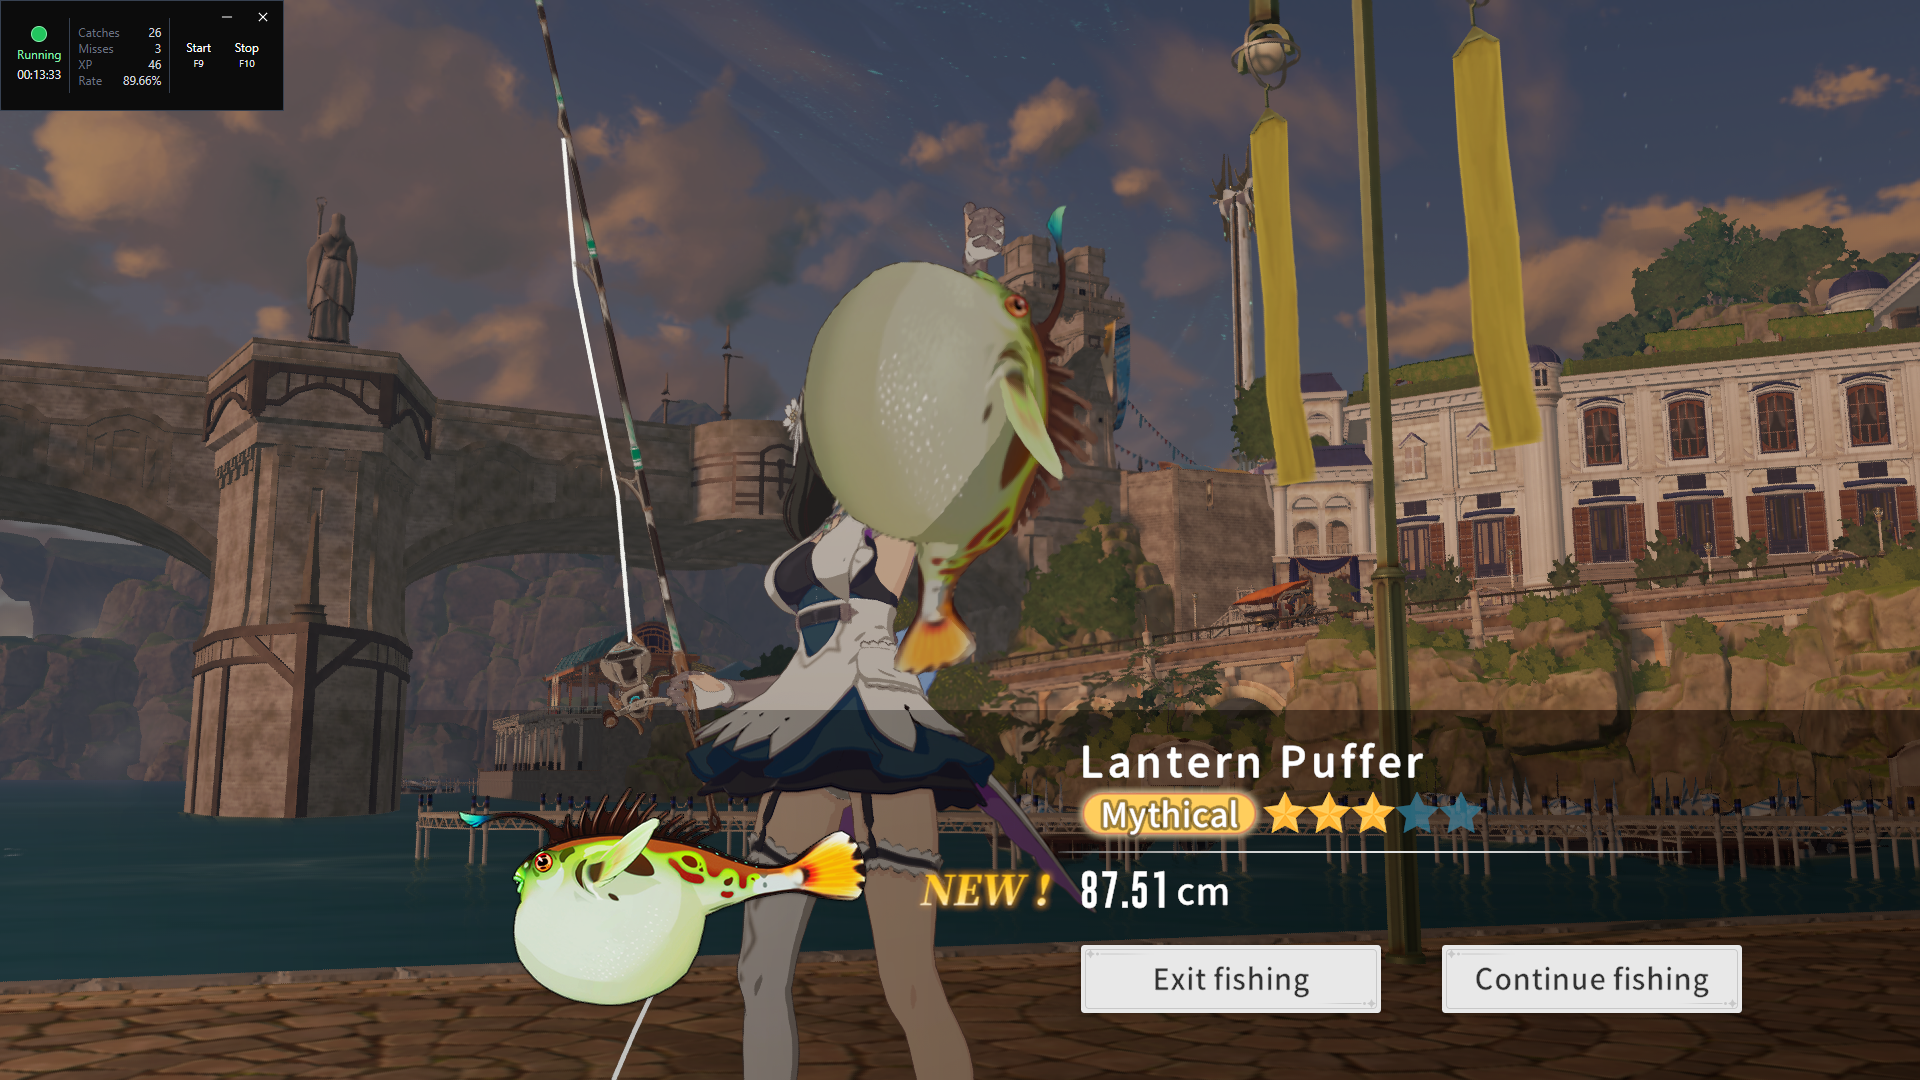 Running
00:13:33
Catches 26
Misses 3
XP 46
Rate 89.66%
Start
F9
Stop
F10
Lantern Puffer
Mythical
NEW !
87.51 cm
Exit fishing
Continue fishing